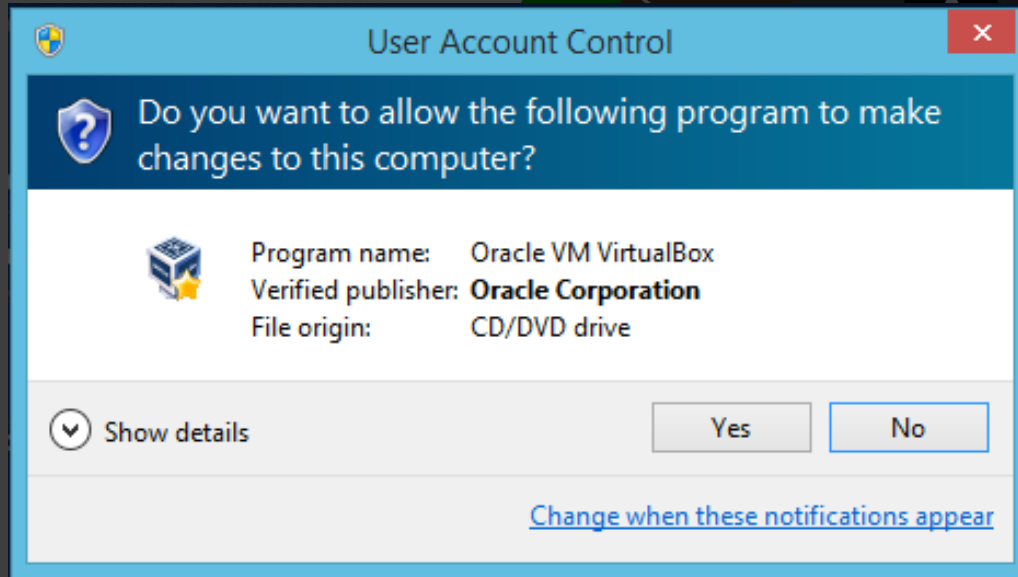 User Account Control
Do you want to allow the following program to make
changes to this computer?
Program name: Oracle VM VirtualBox
Verified publisher: Oracle Corporation
File origin: CD/DVD drive
Show details
Yes
No
Change when these notifications appear